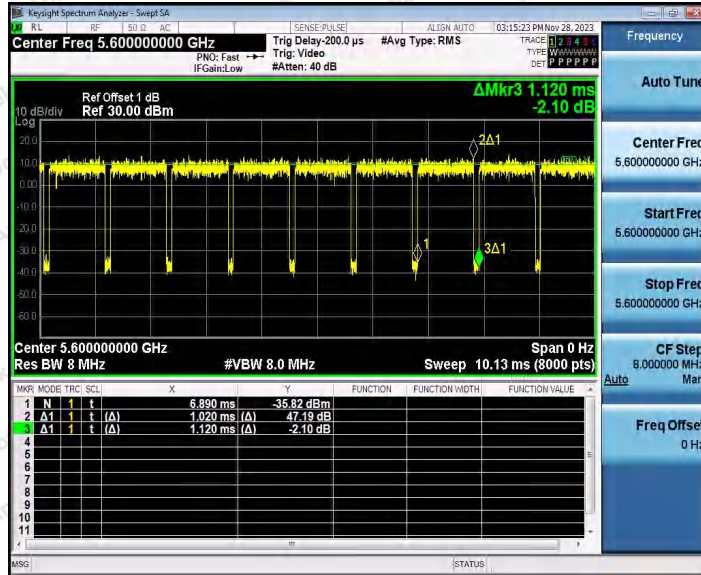 Keysight Spectrum Analyzer - Swept SA
RL RF 50 Ω AC SENSE:PULSE ALIGN AUTO 03:15:23 PM Nov 28, 2023
Center Freq 5.600000000 GHz
PNO: Fast
IFGain:Low
Trig Delay-200.0 µs
Trig: Video
#Atten: 40 dB
#Avg Type: RMS
TRACE 1 2 3 4 5 6
TYPE WWWWWW
DET P P P P P P
Ref Offset 1 dB
10 dB/div Ref 30.00 dBm
Log
ΔMkr3 1.120 ms
-2.10 dB
20.0
10.0
0.00
-10.0
-20.0
-30.0
-40.0
-50.0
-60.0
2Δ1
1
3Δ1
Center 5.600000000 GHz Span 0 Hz
Res BW 8 MHz #VBW 8.0 MHz Sweep 10.13 ms (8000 pts)
MKR MODE TRC SCL X Y FUNCTION FUNCTION WIDTH FUNCTION VALUE
1 N 1 t 6.890 ms -35.82 dBm
2 Δ1 1 t (Δ) 1.020 ms (Δ) 47.19 dB
3 Δ1 1 t (Δ) 1.120 ms (Δ) -2.10 dB
4
5
6
7
8
9
10
11
MSG STATUS
Frequency
Auto Tune
Center Freq
5.600000000 GHz
Start Freq
5.600000000 GHz
Stop Freq
5.600000000 GHz
CF Step
8.000000 MHz
Auto Man
Freq Offset
0 Hz